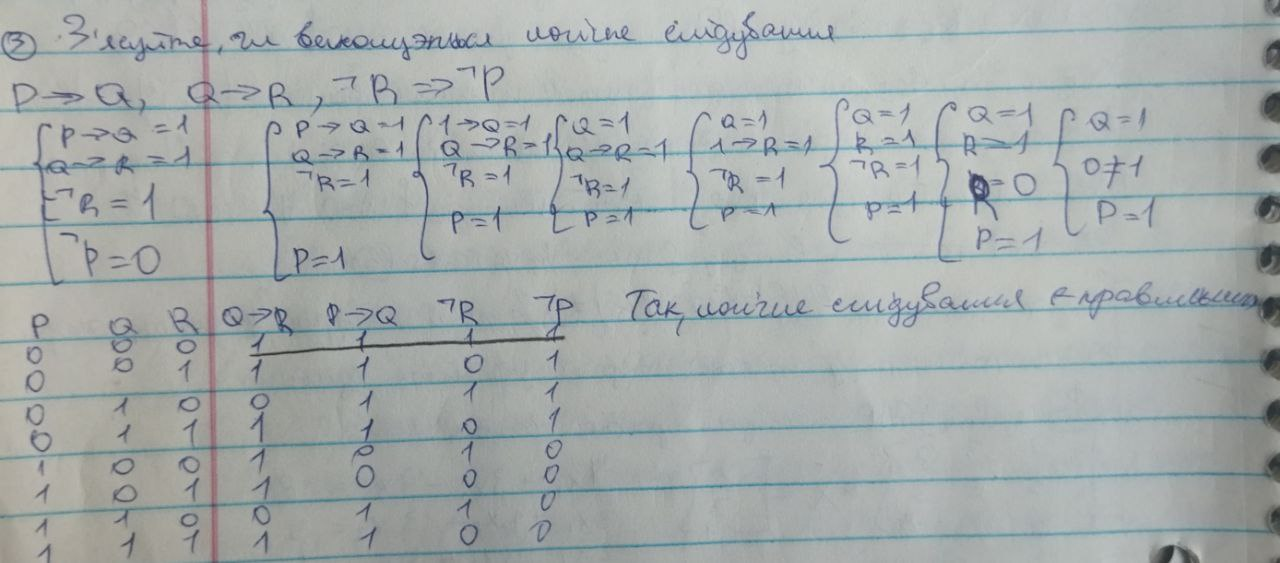 ③ З'ясуйте, чи виконується логічне слідування
P → Q, Q → R, ¬R ⇒ ¬P
{ P → Q = 1 { P → Q = 1 { 1 → Q = 1 { Q = 1 { Q = 1 { Q = 1 { Q = 1 { Q = 1
Q → R = 1 Q → R = 1 Q → R = 1 Q → R = 1 1 → R = 1 R = 1 R = 1 0 ≠ 1
¬R = 1 ¬R = 1 ¬R = 1 ¬R = 1 ¬R = 1 ¬R = 1 R = 0 P = 1
¬P = 0 P = 1 P = 1 P = 1 P = 1 P = 1 P = 1
P Q R Q→R P→Q ¬R ¬P Так, логічне слідування є правильним
0 0 0 1 1 1 1
0 0 1 1 1 0 1
0 1 0 0 1 1 1
0 1 1 1 1 0 1
1 0 0 1 0 1 0
1 0 1 1 0 0 0
1 1 0 0 1 1 0
1 1 1 1 1 0 0